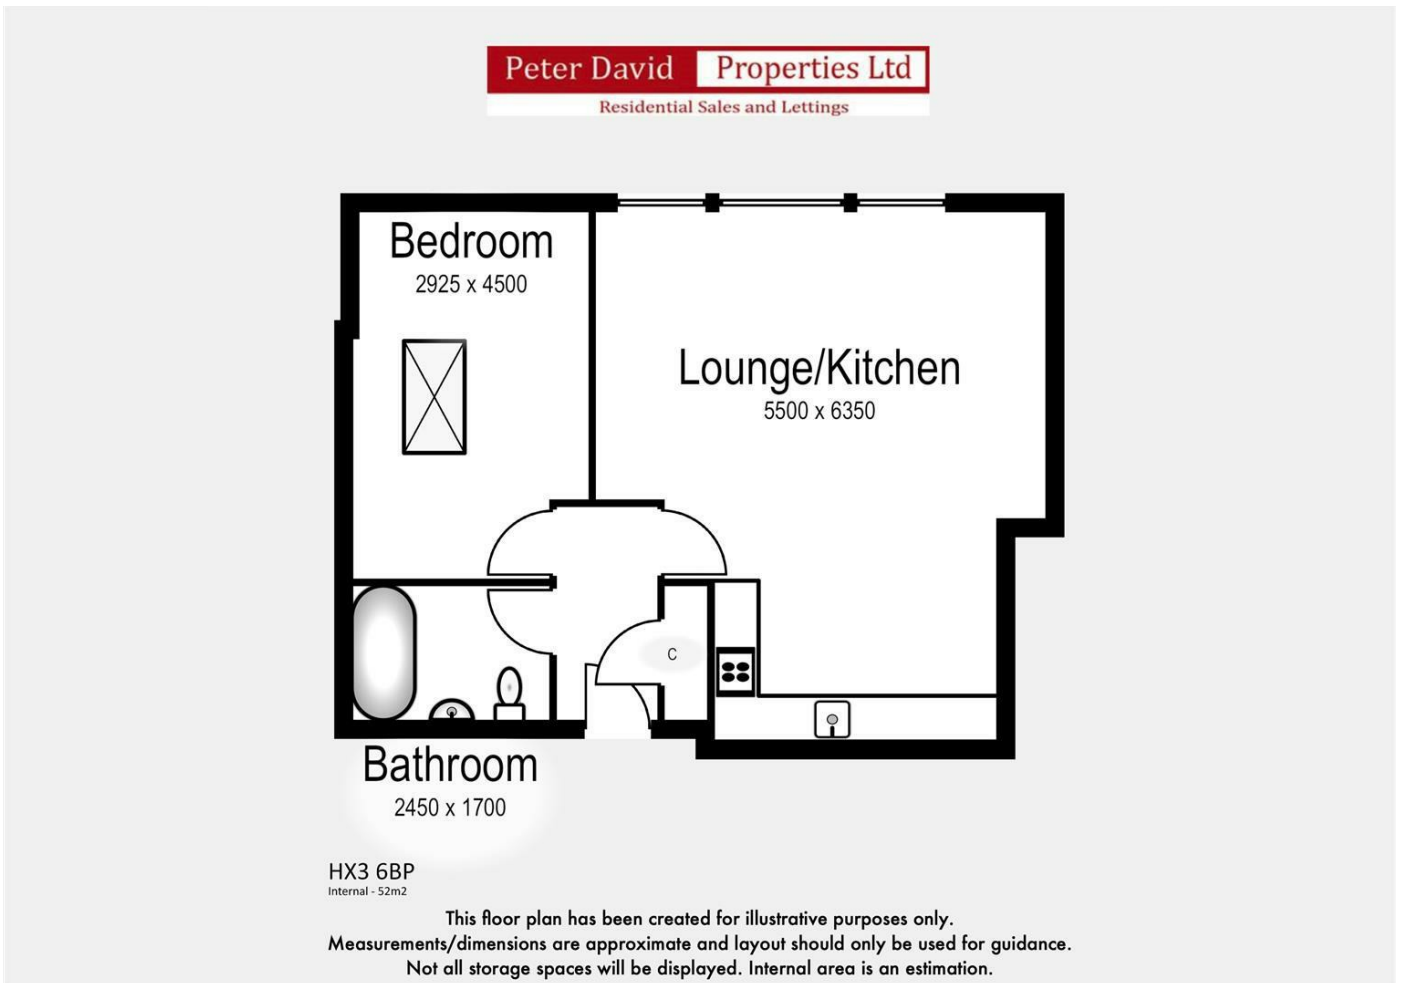 Peter David Properties Ltd
Residential Sales and Lettings
Bedroom
2925 x 4500
Lounge/Kitchen
5500 x 6350
C
Bathroom
2450 x 1700
HX3 6BP
Internal - 52m2
This floor plan has been created for illustrative purposes only.
Measurements/dimensions are approximate and layout should only be used for guidance.
Not all storage spaces will be displayed. Internal area is an estimation.